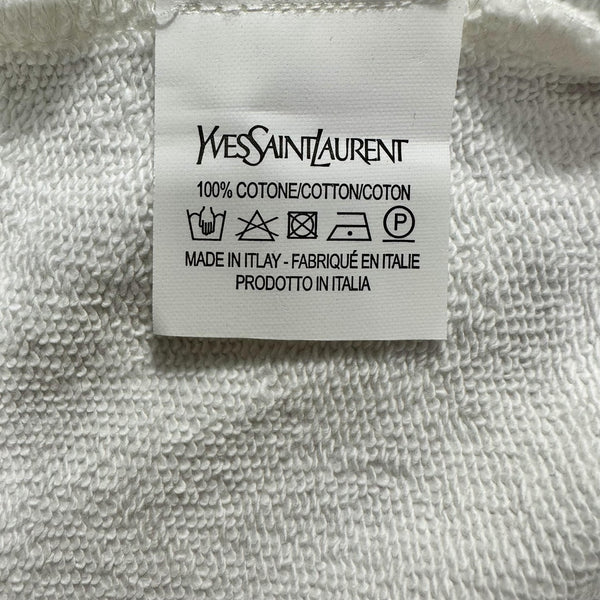 YVESSAINTLAURENT
100% COTONE/COTTON/COTON
P
MADE IN ITLAY - FABRIQUÉ EN ITALIE
PRODOTTO IN ITALIA